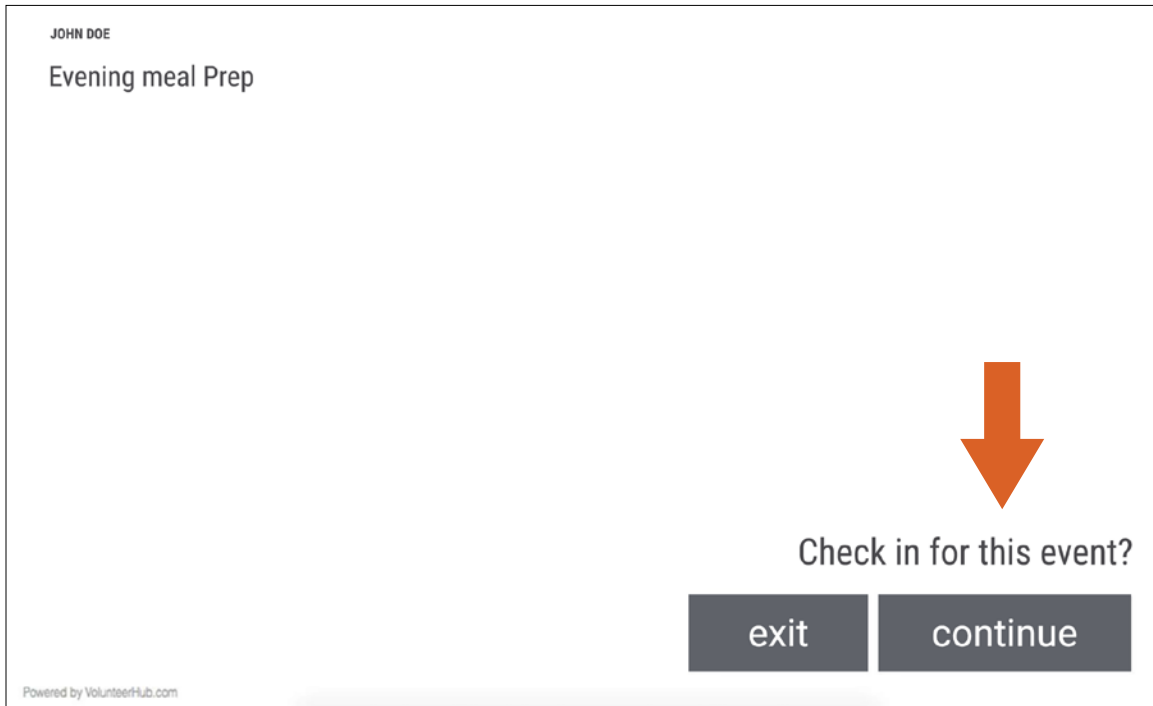 JOHN DOE
Evening meal Prep
Check in for this event?
exit continue
Powered by VolunteerHub.com